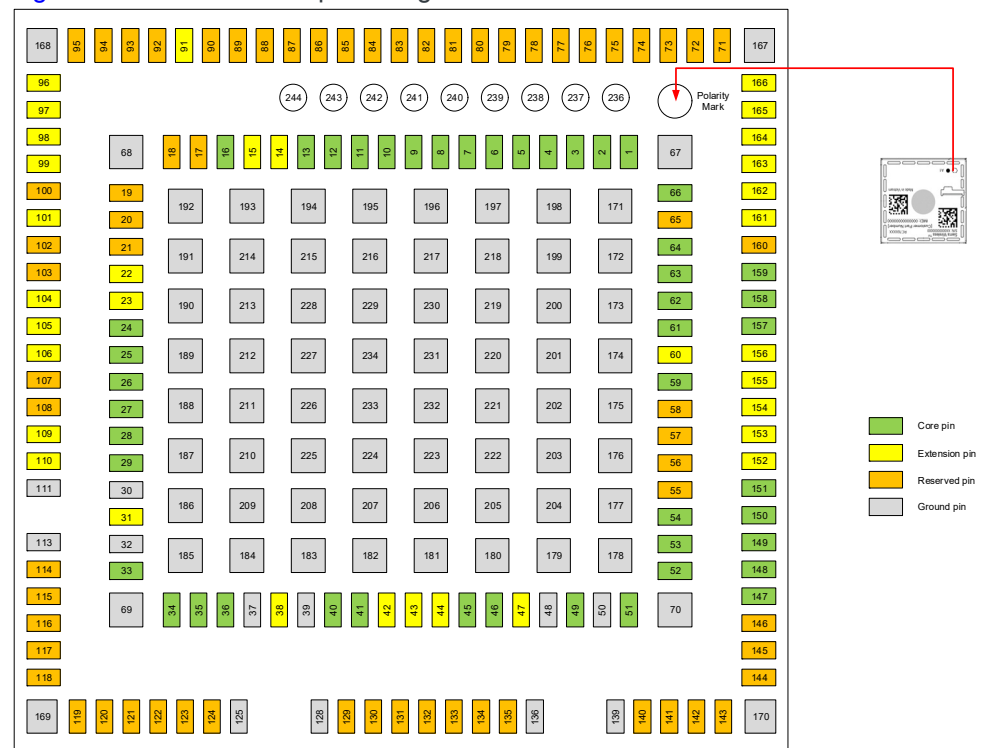 168 95 94 93 92 91 90 89 88 87 86 85 84 83 82 81 80 79 78 77 76 75 74 73 72 71 167
96 166
244 243 242 241 240 239 238 237 236 Polarity
Mark
97 165
98 164
68 18 17 16 15 14 13 12 11 10 9 8 7 6 5 4 3 2 1 67
99 163
100 19 66 162
192 193 194 195 196 197 198 171
101 20 65 161
102 21 64 160
191 214 215 216 217 218 199 172
103 22 63 159
104 23 62 158
190 213 228 229 230 219 200 173
105 24 61 157
106 25 189 212 227 234 231 220 201 174 60 156
107 26 59 155
108 27 188 211 226 233 232 221 202 175 58 154
109 28 57 153
110 29 187 210 225 224 223 222 203 176 56 152
111 30 55 151
186 209 208 207 206 205 204 177
31 54 150
113 32 53 149
185 184 183 182 181 180 179 178
114 33 52 148
115 147
69 34 35 36 37 38 39 40 41 42 43 44 45 46 47 48 49 50 51 70
116 146
117 145
118 144
169 119 120 121 122 123 124 125 128 129 130 131 132 133 134 135 136 139 140 141 142 143 170
Core pin
Extension pin
Reserved pin
Ground pin